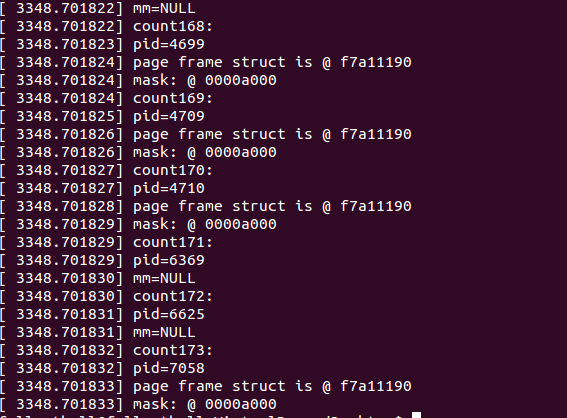 [ 3348.701822] mm=NULL
[ 3348.701822] count168:
[ 3348.701823] pid=4699
[ 3348.701824] page frame struct is @ f7a11190
[ 3348.701824] mask: @ 0000a000
[ 3348.701824] count169:
[ 3348.701825] pid=4709
[ 3348.701826] page frame struct is @ f7a11190
[ 3348.701826] mask: @ 0000a000
[ 3348.701827] count170:
[ 3348.701827] pid=4710
[ 3348.701828] page frame struct is @ f7a11190
[ 3348.701829] mask: @ 0000a000
[ 3348.701829] count171:
[ 3348.701829] pid=6369
[ 3348.701830] mm=NULL
[ 3348.701830] count172:
[ 3348.701831] pid=6625
[ 3348.701831] mm=NULL
[ 3348.701832] count173:
[ 3348.701832] pid=7058
[ 3348.701833] page frame struct is @ f7a11190
[ 3348.701833] mask: @ 0000a000